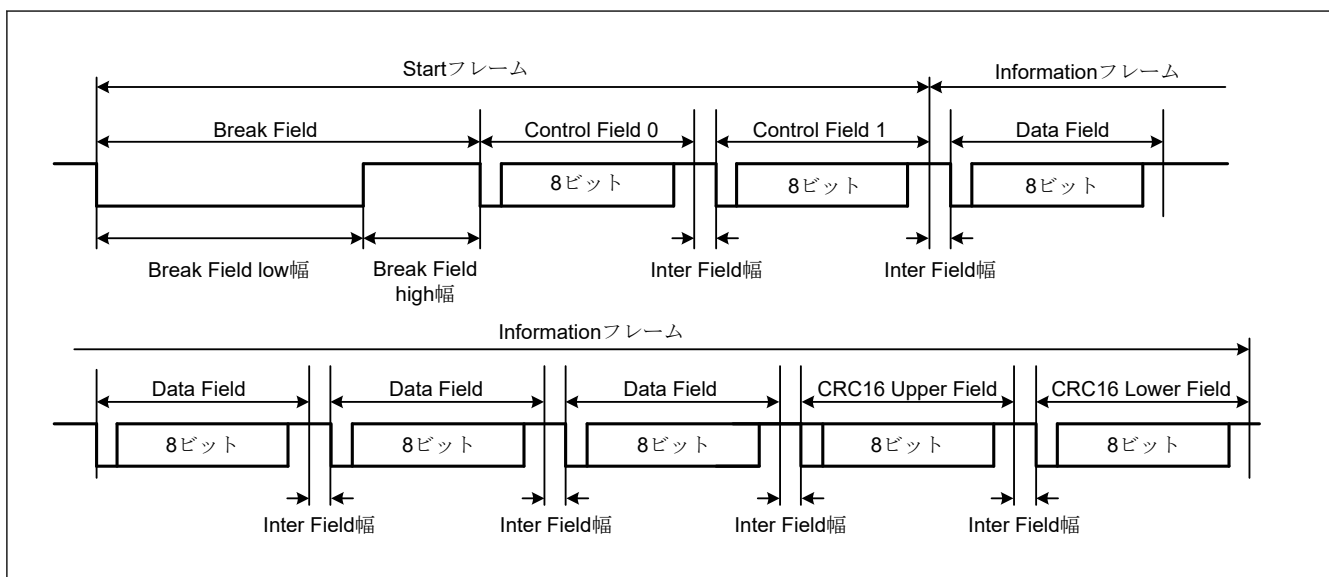 Startフレーム
Informationフレーム
Break Field
Control Field 0
Control Field 1
Data Field
8ビット
8ビット
8ビット
Break Field low幅
Break Field
high幅
Inter Field幅
Inter Field幅
Informationフレーム
Data Field
Data Field
Data Field
CRC16 Upper Field
CRC16 Lower Field
8ビット
8ビット
8ビット
8ビット
8ビット
Inter Field幅
Inter Field幅
Inter Field幅
Inter Field幅